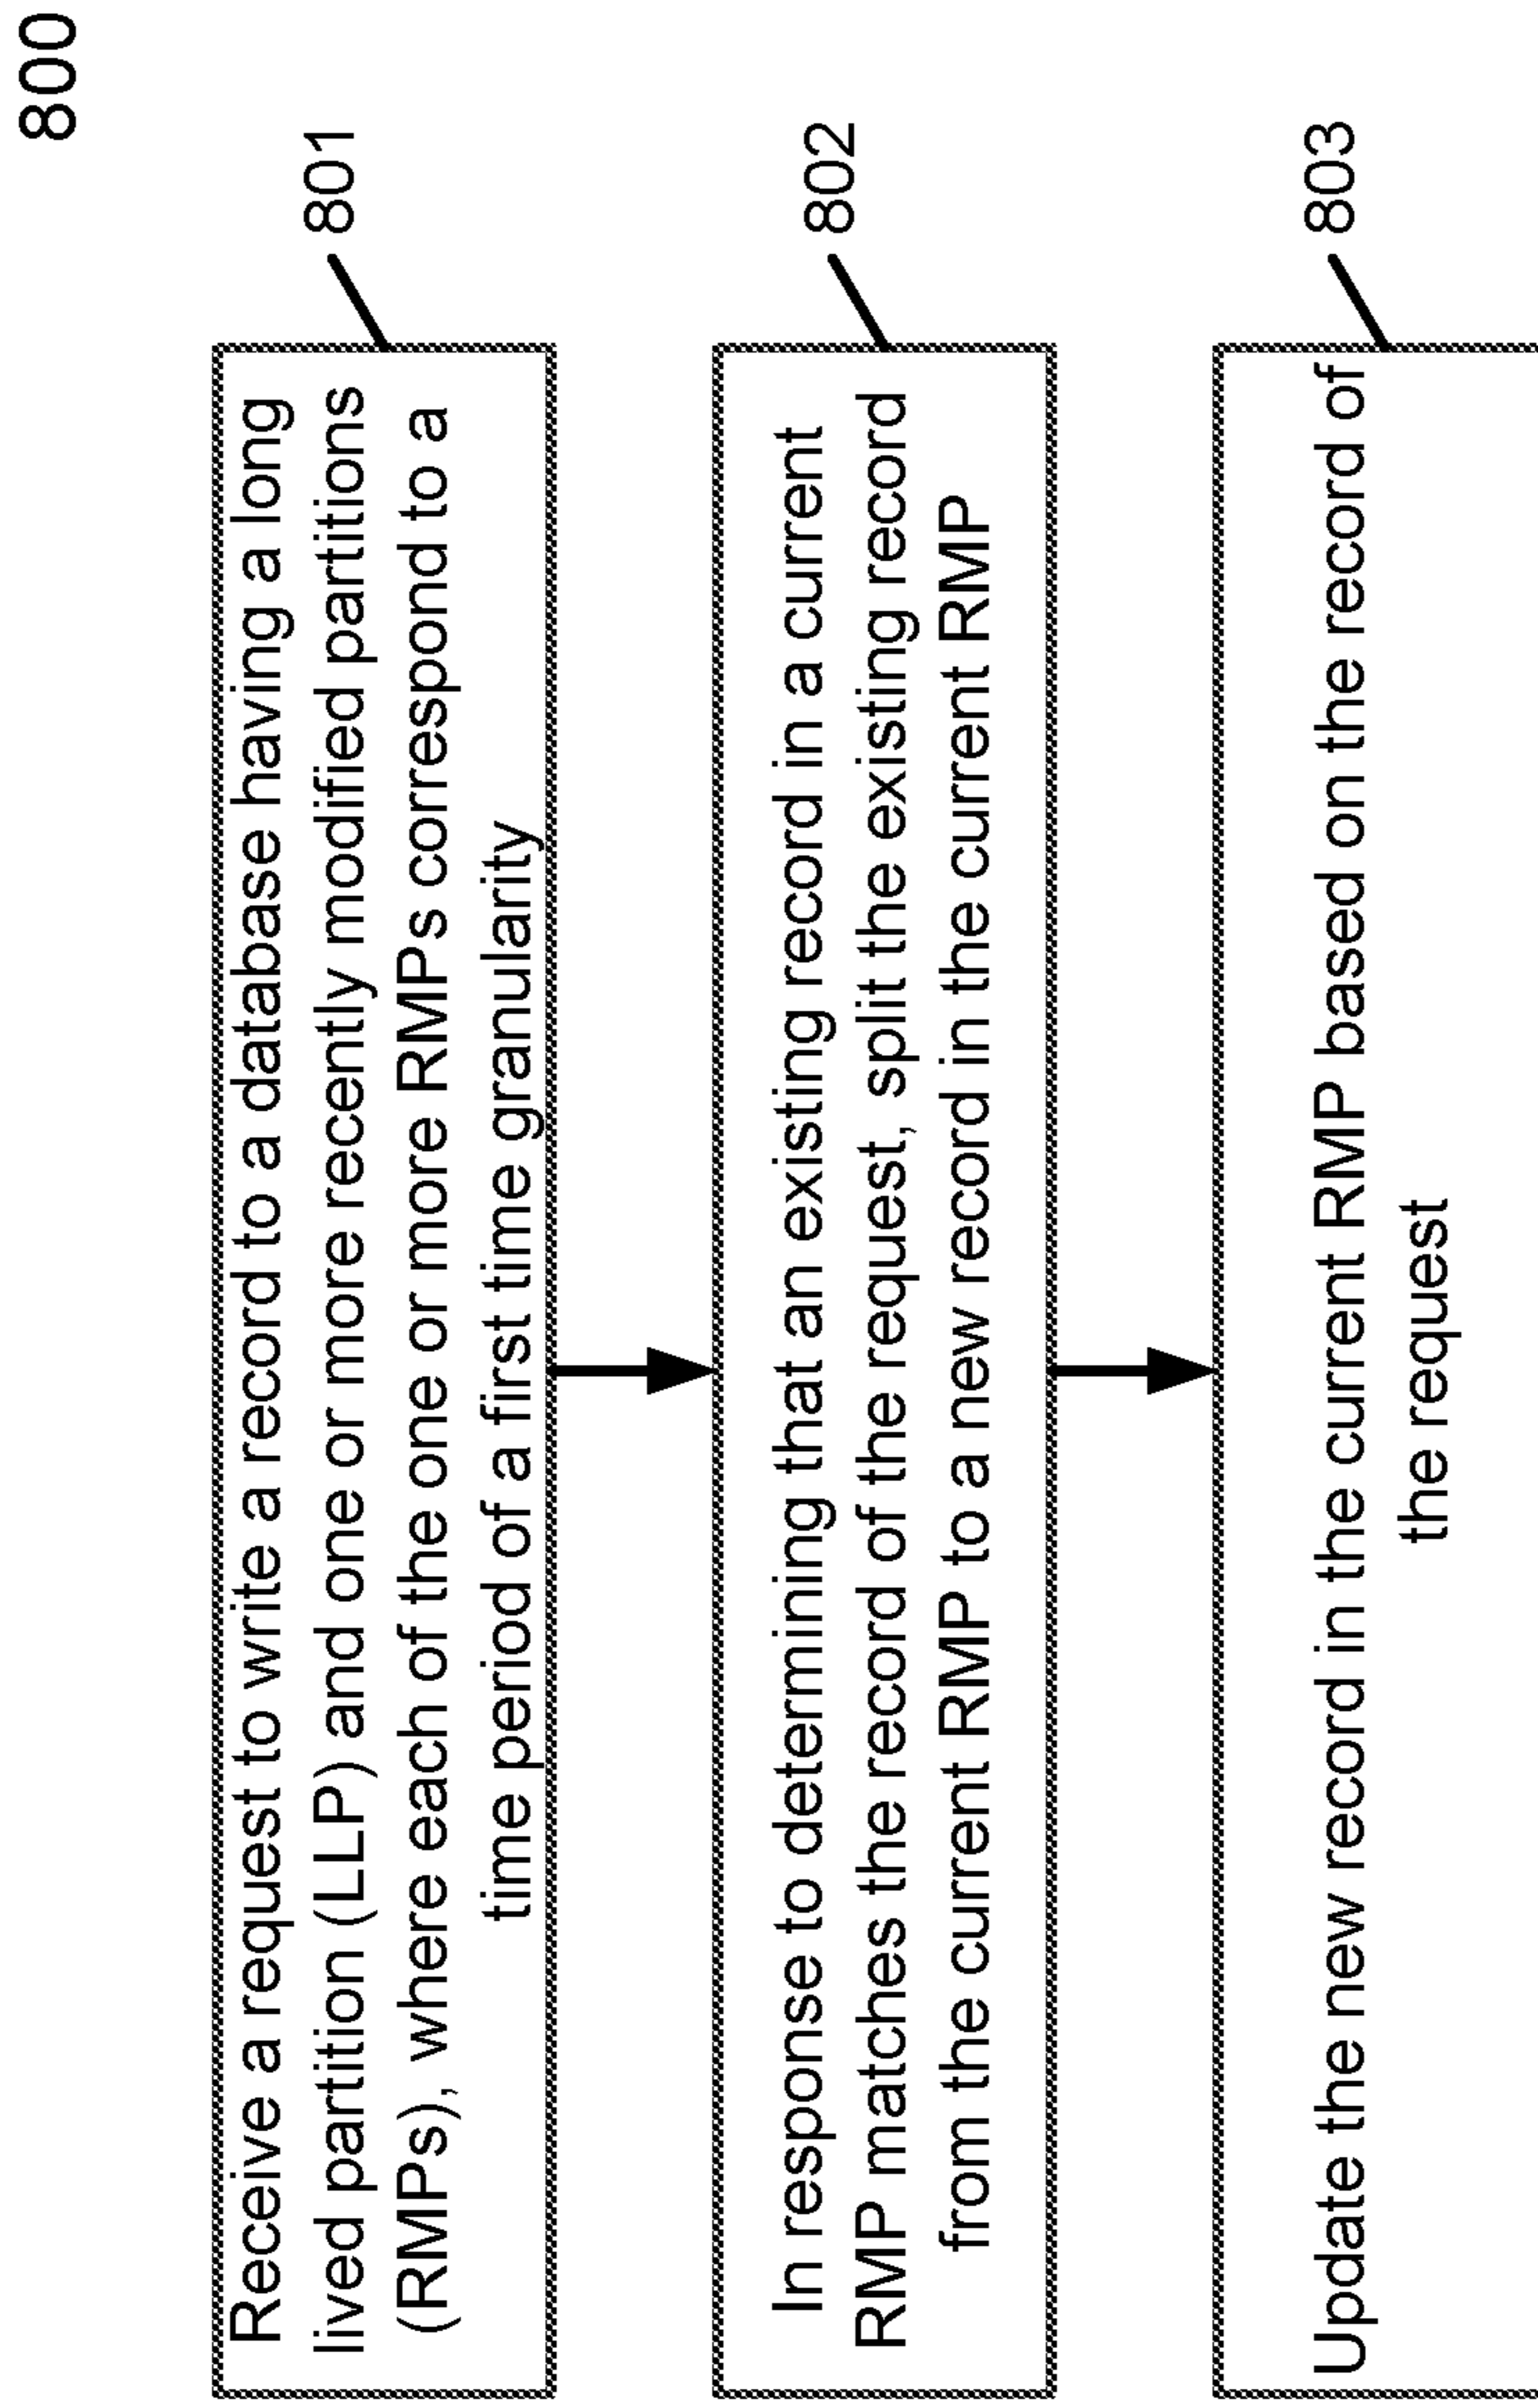 800
801
Receive a request to write a record to a database having a long
lived partition (LLP) and one or more recently modified partitions
(RMPs), where each of the one or more RMPs correspond to a
time period of a first time granularity
802
In response to determining that an existing record in a current
RMP matches the record of the request, split the existing record
from the current RMP to a new record in the current RMP
803
Update the new record in the current RMP based on the record of
the request